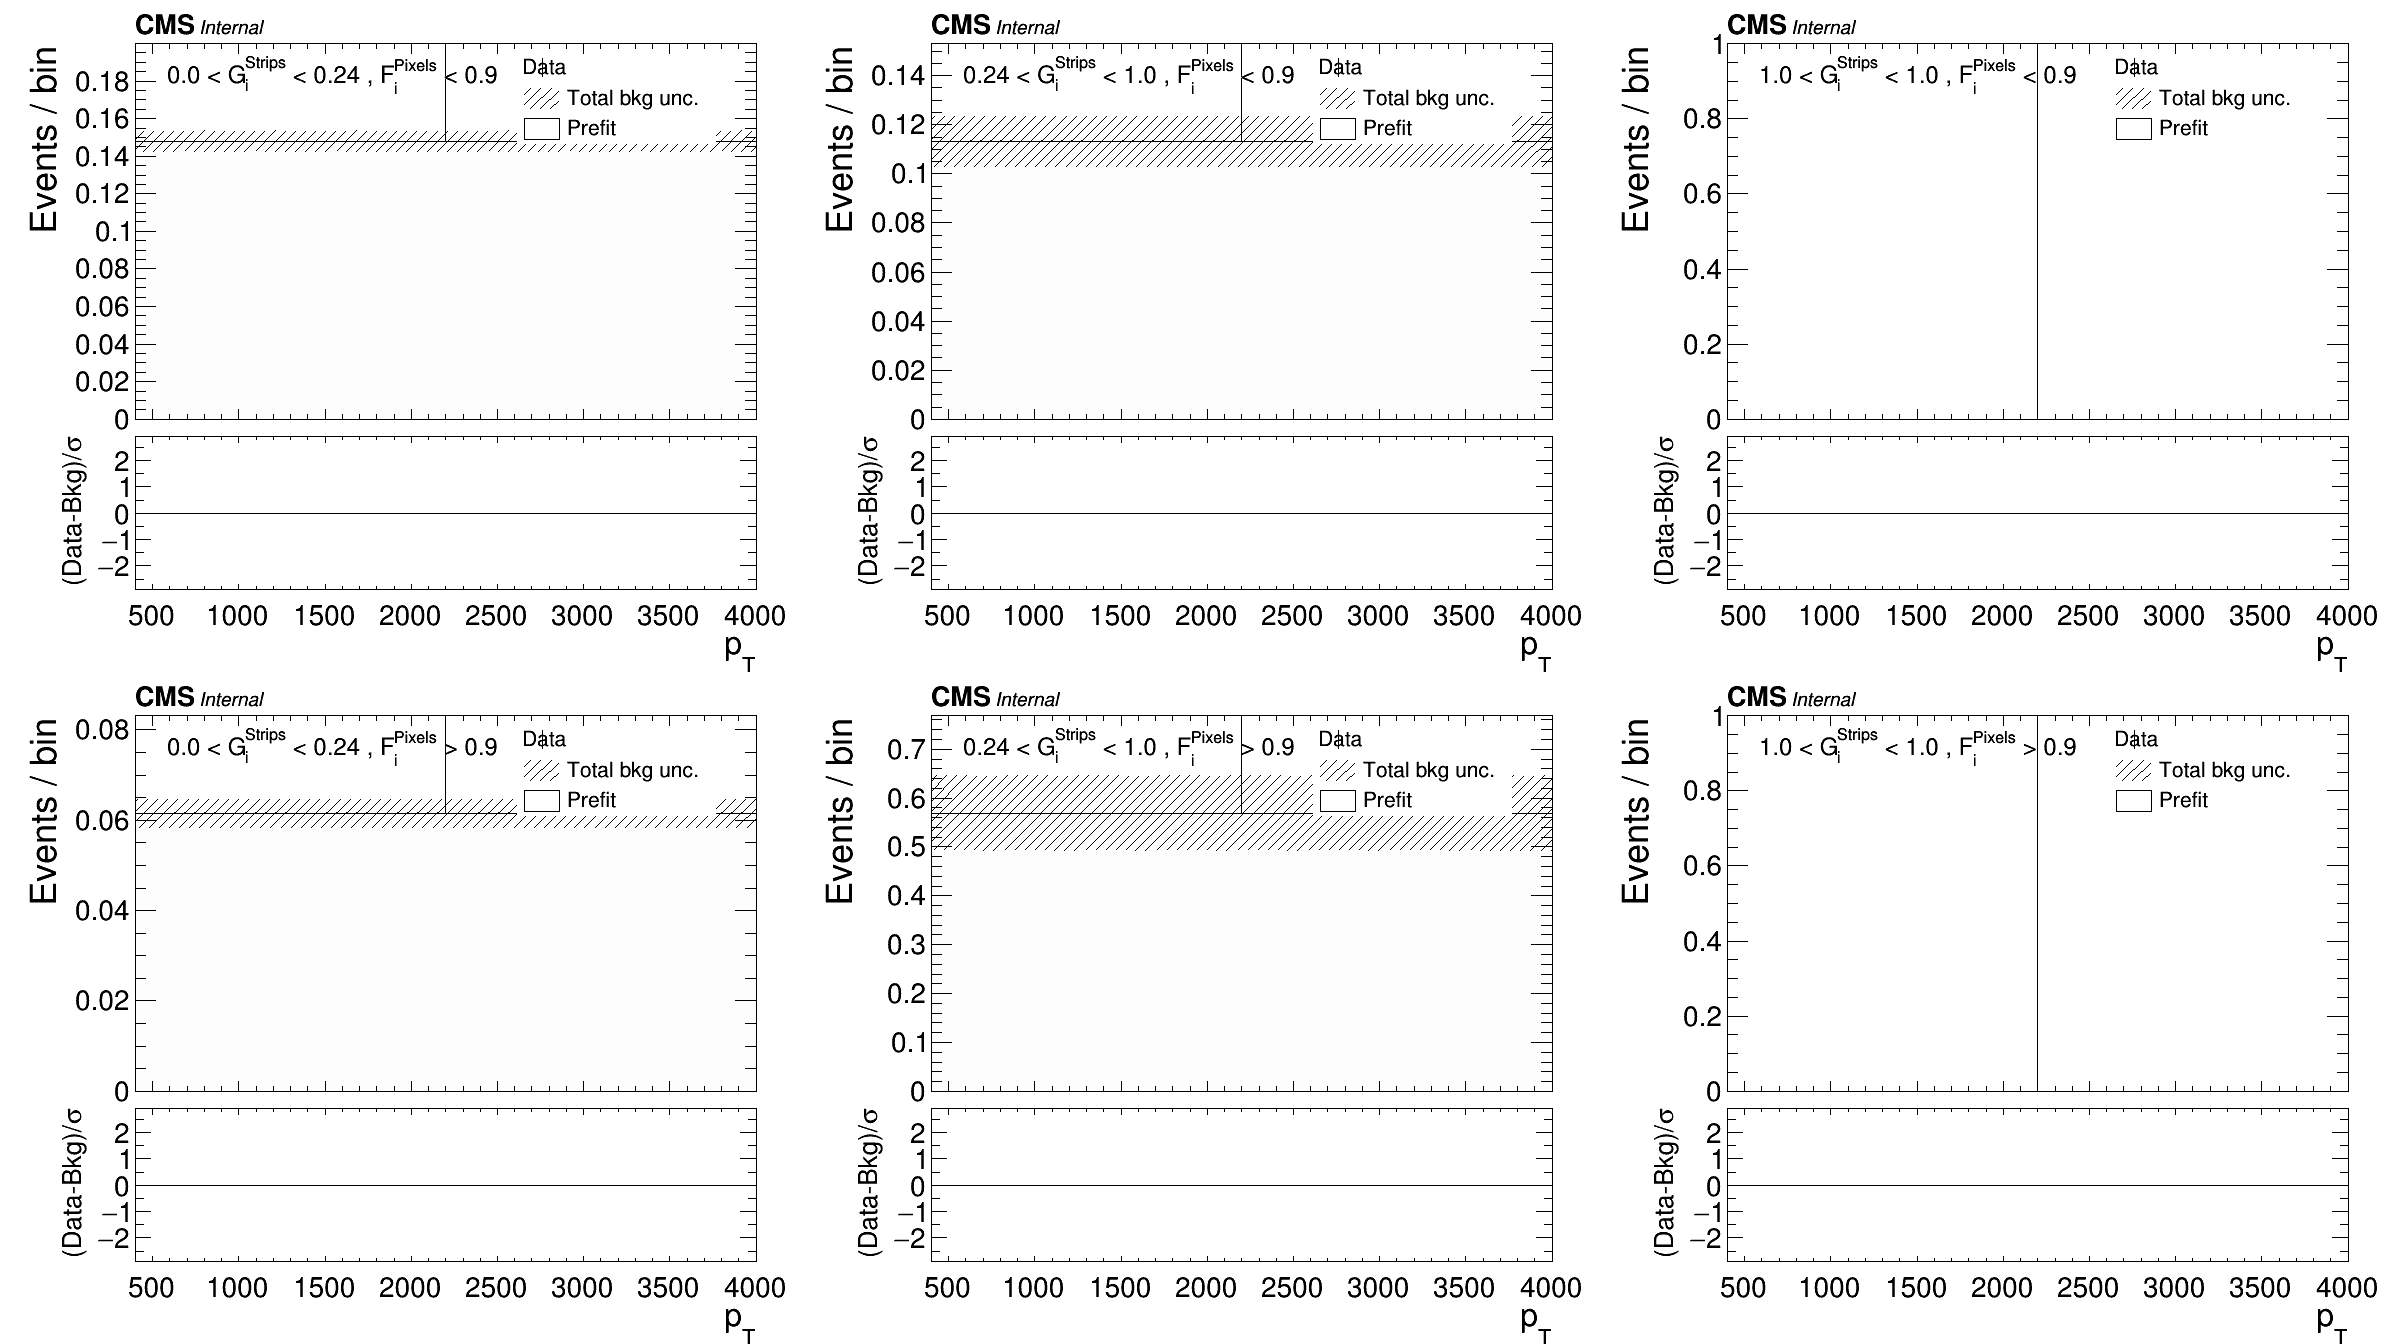 CMS Internal
Events / bin
0.0 < G_i^Strips < 0.24 , F_i^Pixels < 0.9
Data
Total bkg unc.
Prefit
0.18
0.16
0.14
0.12
0.1
0.08
0.06
0.04
0.02
0
(Data-Bkg)/σ
2
1
0
−1
−2
500 1000 1500 2000 2500 3000 3500 4000
p_T
CMS Internal
Events / bin
0.24 < G_i^Strips < 1.0 , F_i^Pixels < 0.9
Data
Total bkg unc.
Prefit
0.14
0.12
0.1
0.08
0.06
0.04
0.02
0
(Data-Bkg)/σ
2
1
0
−1
−2
500 1000 1500 2000 2500 3000 3500 4000
p_T
CMS Internal
Events / bin
1.0 < G_i^Strips < 1.0 , F_i^Pixels < 0.9
Data
Total bkg unc.
Prefit
1
0.8
0.6
0.4
0.2
0
(Data-Bkg)/σ
2
1
0
−1
−2
500 1000 1500 2000 2500 3000 3500 4000
p_T
CMS Internal
Events / bin
0.0 < G_i^Strips < 0.24 , F_i^Pixels > 0.9
Data
Total bkg unc.
Prefit
0.08
0.06
0.04
0.02
0
(Data-Bkg)/σ
2
1
0
−1
−2
500 1000 1500 2000 2500 3000 3500 4000
p_T
CMS Internal
Events / bin
0.24 < G_i^Strips < 1.0 , F_i^Pixels > 0.9
Data
Total bkg unc.
Prefit
0.7
0.6
0.5
0.4
0.3
0.2
0.1
0
(Data-Bkg)/σ
2
1
0
−1
−2
500 1000 1500 2000 2500 3000 3500 4000
p_T
CMS Internal
Events / bin
1.0 < G_i^Strips < 1.0 , F_i^Pixels > 0.9
Data
Total bkg unc.
Prefit
1
0.8
0.6
0.4
0.2
0
(Data-Bkg)/σ
2
1
0
−1
−2
500 1000 1500 2000 2500 3000 3500 4000
p_T